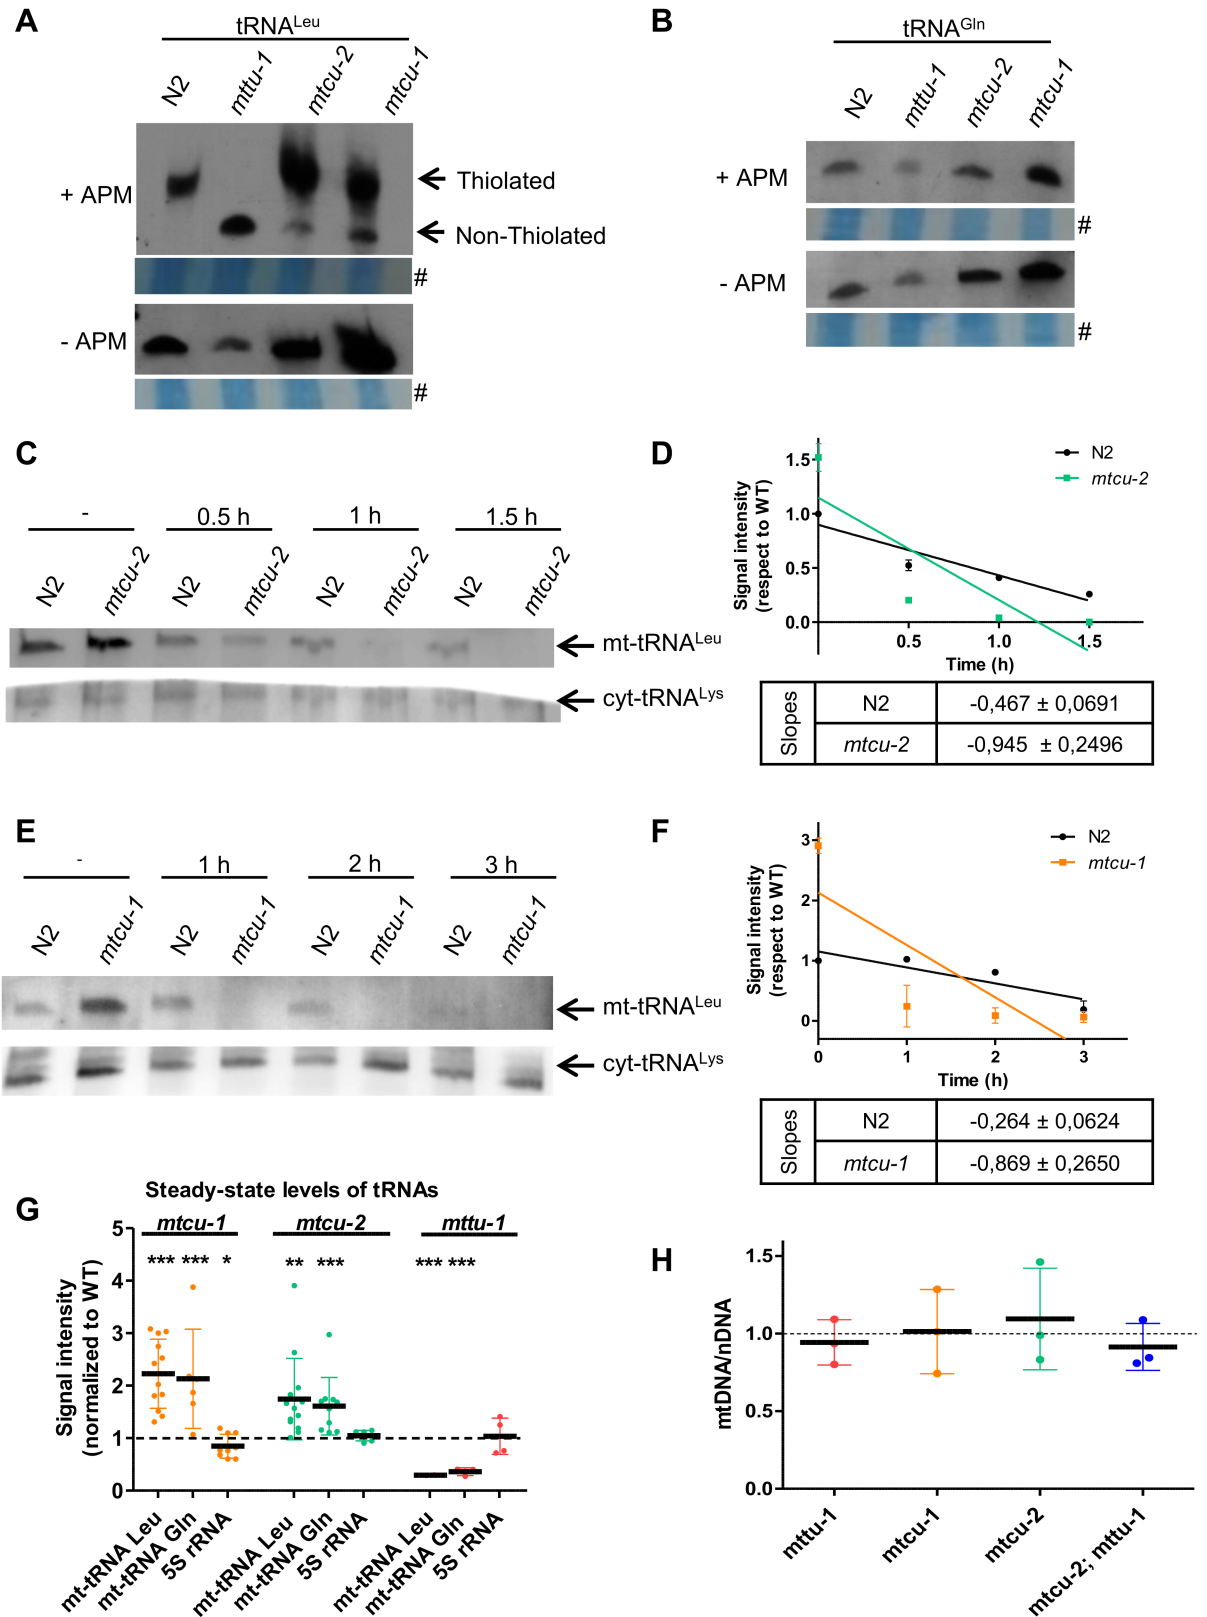 A
tRNALeu
N2
mttu-1
mtcu-2
mtcu-1
+ APM
Thiolated
Non-Thiolated
#
- APM
#
B
tRNAGln
N2
mttu-1
mtcu-2
mtcu-1
+ APM
#
- APM
#
C
-
0.5 h
1 h
1.5 h
N2
mtcu-2
N2
mtcu-2
N2
mtcu-2
N2
mtcu-2
mt-tRNALeu
cyt-tRNALys
D
N2
mtcu-2
Signal intensity
(respect to WT)
1.5
1.0
0.5
0.0
0.5
1.0
1.5
Time (h)
Slopes
N2
-0,467 ± 0,0691
mtcu-2
-0,945 ± 0,2496
E
-
1 h
2 h
3 h
N2
mtcu-1
N2
mtcu-1
N2
mtcu-1
N2
mtcu-1
mt-tRNALeu
cyt-tRNALys
F
N2
mtcu-1
Signal intensity
(respect to WT)
3
2
1
0
0
1
2
3
Time (h)
Slopes
N2
-0,264 ± 0,0624
mtcu-1
-0,869 ± 0,2650
G
Steady-state levels of tRNAs
mtcu-1
mtcu-2
mttu-1
*** *** *
** ***
*** ***
Signal intensity
(normalized to WT)
5
4
3
2
1
0
mt-tRNA Leu
mt-tRNA Gln
5S rRNA
mt-tRNA Leu
mt-tRNA Gln
5S rRNA
mt-tRNA Leu
mt-tRNA Gln
5S rRNA
H
mtDNA/nDNA
1.5
1.0
0.5
0.0
mttu-1
mtcu-1
mtcu-2
mtcu-2; mttu-1